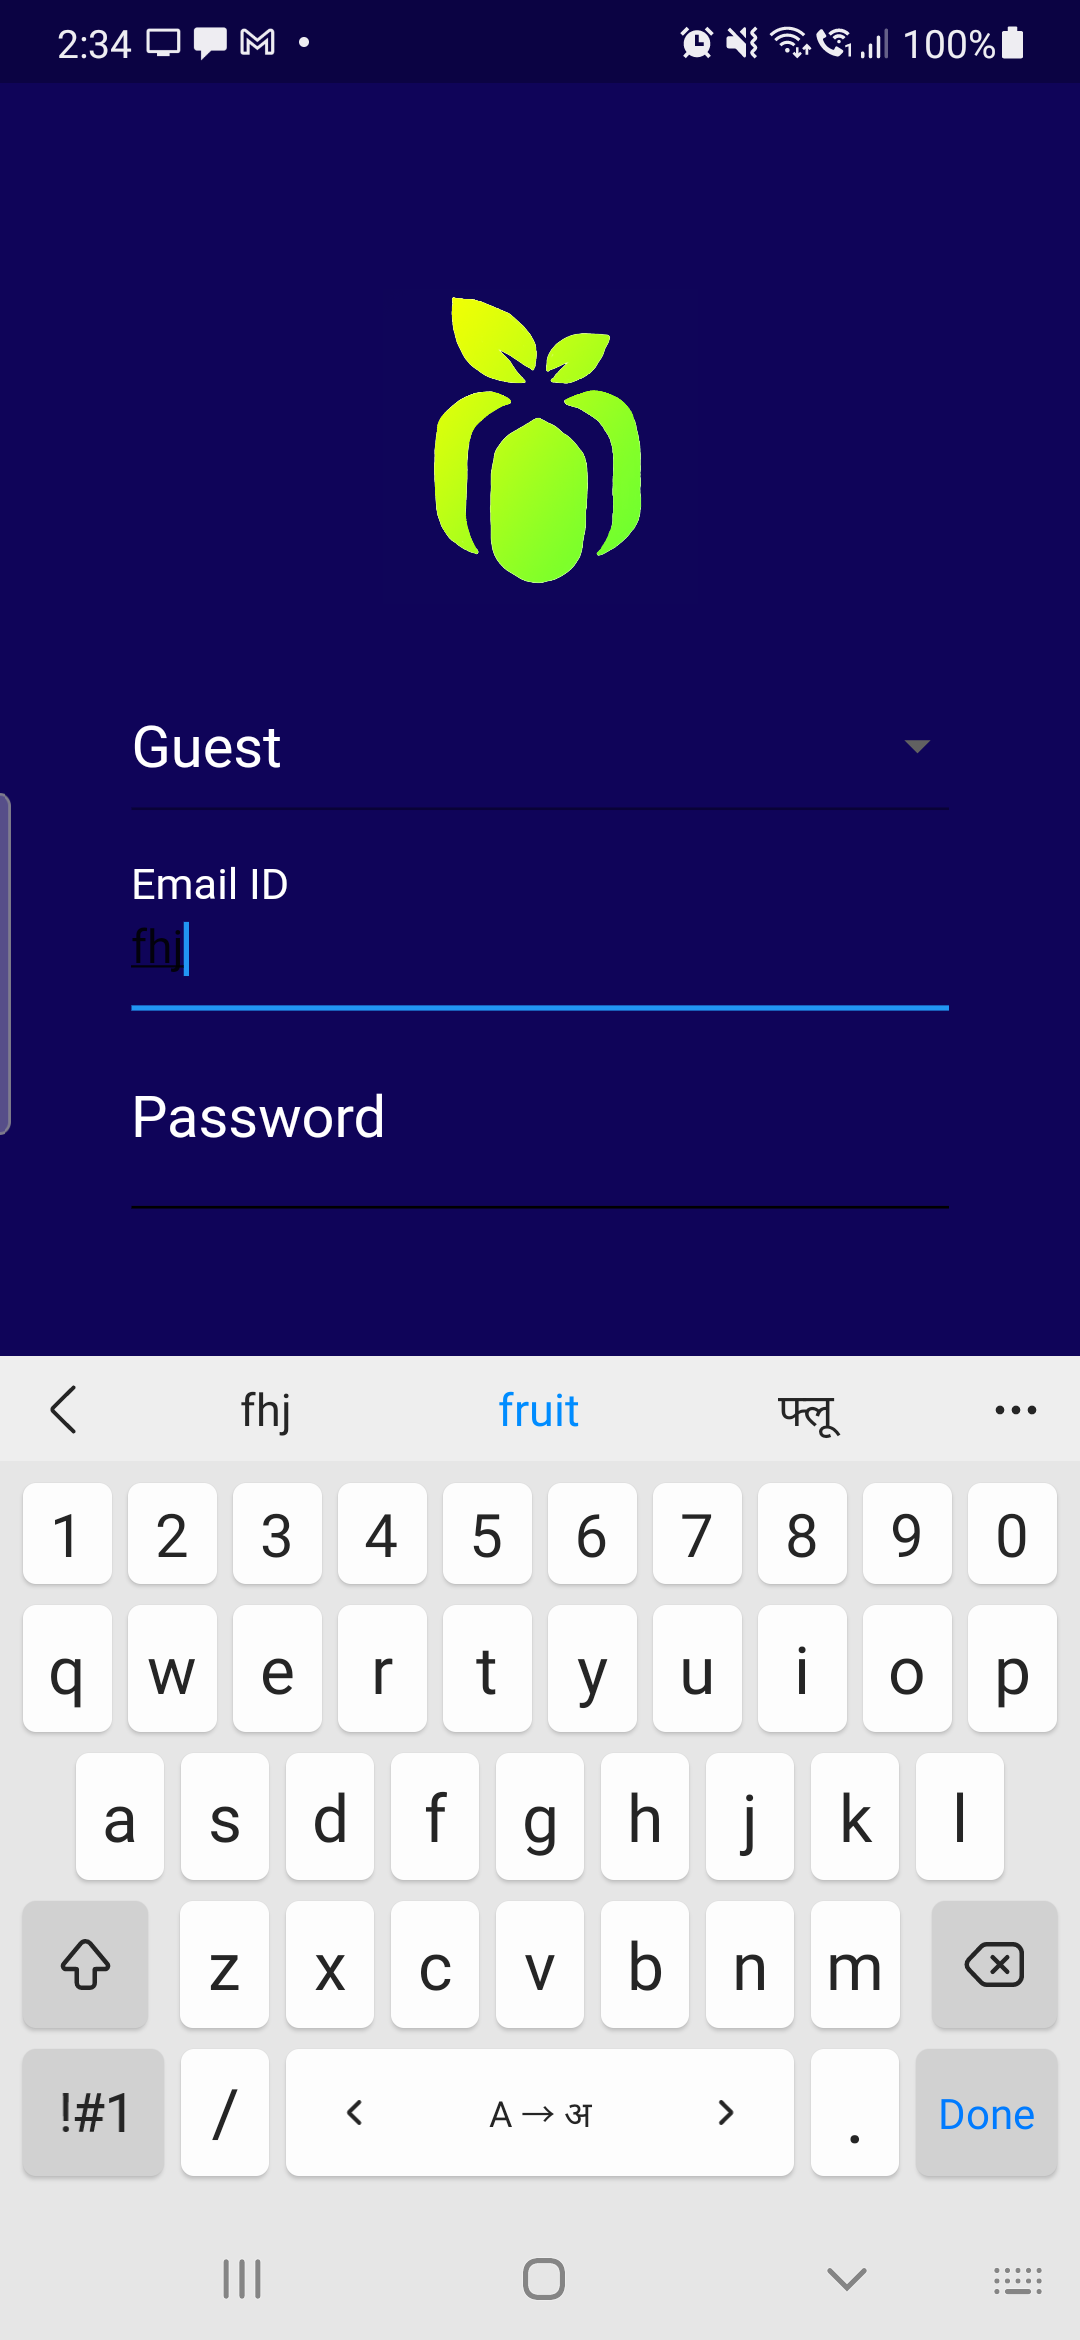 2:34 100%
Guest
Email ID
fhj
Password
fhj fruit फ्लू
1 2 3 4 5 6 7 8 9 0
q w e r t y u i o p
a s d f g h j k l
z x c v b n m
!#1 / A → अ . Done